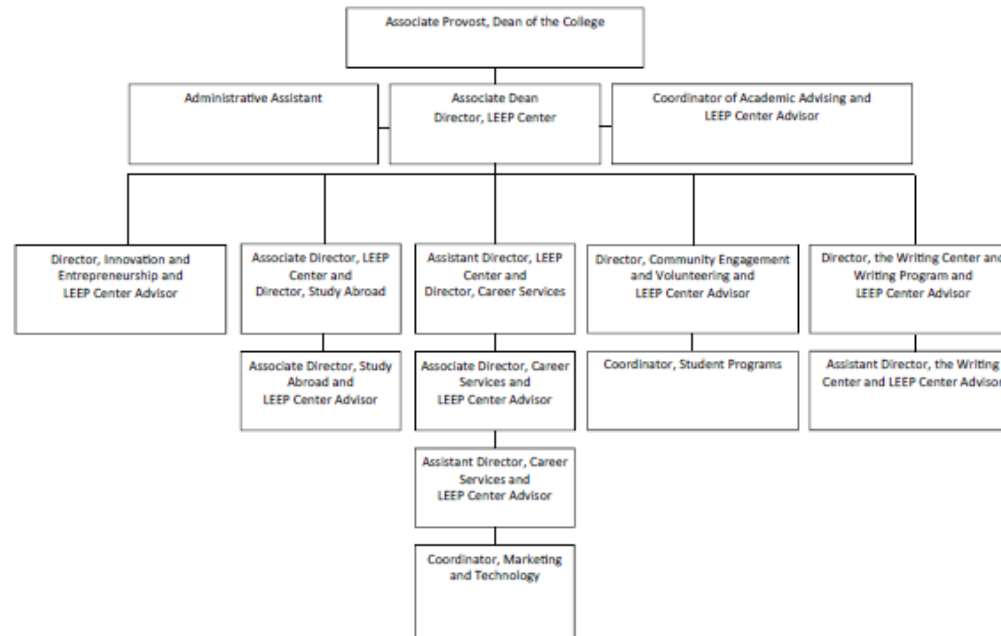 Associate Provost, Dean of the College
Administrative Assistant
Associate Dean
Director, LEEP Center
Coordinator of Academic Advising and
LEEP Center Advisor
Director, Innovation and
Entrepreneurship and
LEEP Center Advisor
Associate Director, LEEP
Center and
Director, Study Abroad
Assistant Director, LEEP
Center and
Director, Career Services
Director, Community Engagement
and Volunteering and
LEEP Center Advisor
Director, the Writing Center and
Writing Program and
LEEP Center Advisor
Associate Director, Study
Abroad and
LEEP Center Advisor
Associate Director, Career
Services and
LEEP Center Advisor
Coordinator, Student Programs
Assistant Director, the Writing
Center and LEEP Center Advisor
Assistant Director, Career
Services and
LEEP Center Advisor
Coordinator, Marketing
and Technology